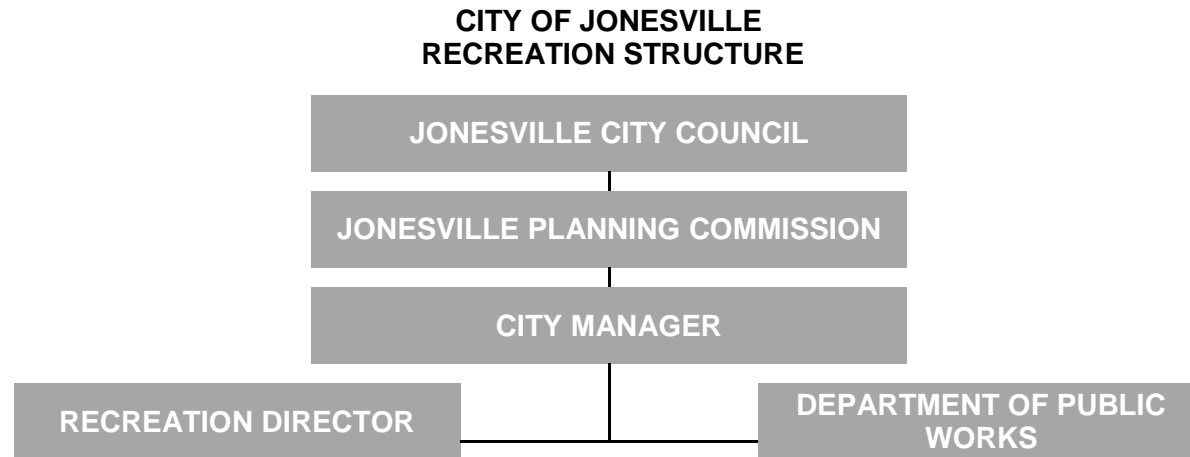 CITY OF JONESVILLE
RECREATION STRUCTURE
JONESVILLE CITY COUNCIL
JONESVILLE PLANNING COMMISSION
CITY MANAGER
RECREATION DIRECTOR
DEPARTMENT OF PUBLIC
WORKS